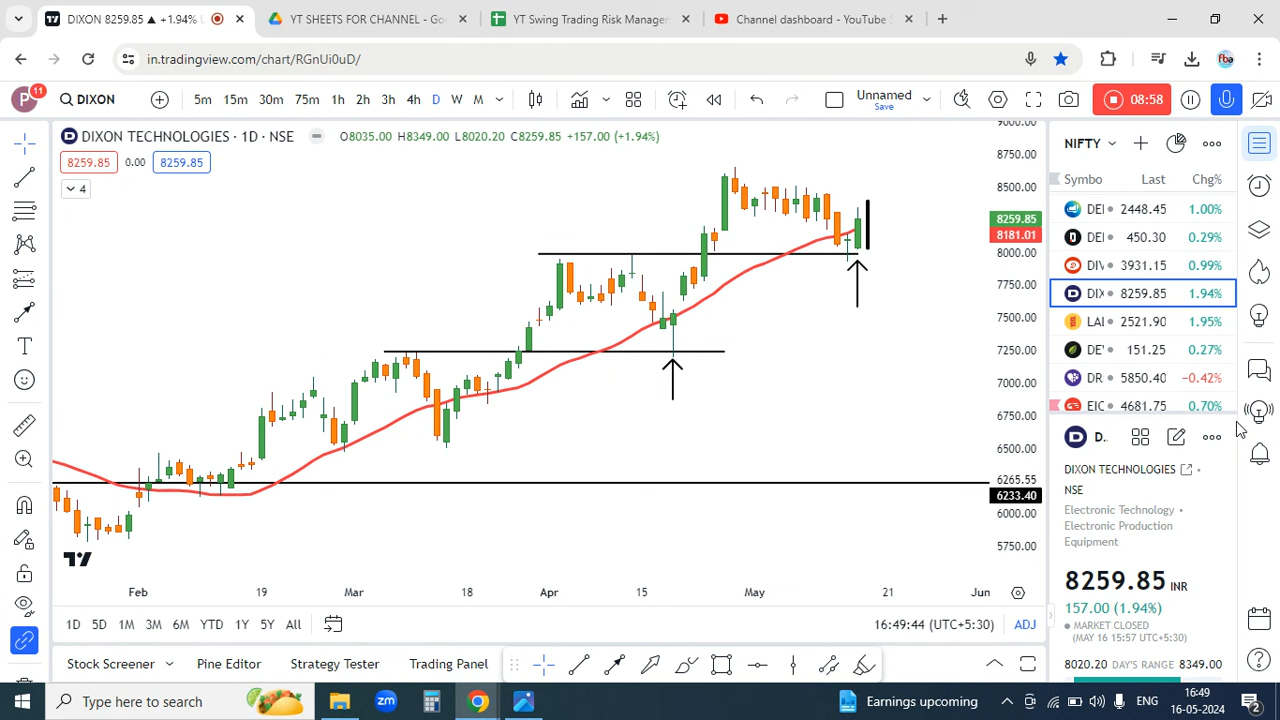 DIXON 8259.85 ▲ +1.94%
YT SHEETS FOR CHANNEL - Go
YT Swing Trading Risk Manager
Channel dashboard - YouTube S
in.tradingview.com/chart/RGnUi0uD/
P 11
DIXON
5m 15m 30m 75m 1h 2h 3h 4h D W M
Unnamed
Save
08:58
DIXON TECHNOLOGIES · 1D · NSE
O8035.00 H8349.00 L8020.20 C8259.85 +157.00 (+1.94%)
8259.85 0.00 8259.85
4
9000.00
8750.00
8500.00
8259.85
8181.01
8000.00
7750.00
7500.00
7250.00
7000.00
6750.00
6500.00
6265.55
6233.40
6000.00
5750.00
Feb 19 Mar 18 Apr 15 May 21 Jun
1D 5D 1M 3M 6M YTD 1Y 5Y All
16:49:44 (UTC+5:30) ADJ
Stock Screener Pine Editor Strategy Tester Trading Panel
NIFTY
Symbo Last Chg%
DEI 2448.45 1.00%
DEI 450.30 0.29%
DIV 3931.15 0.99%
DIX 8259.85 1.94%
LAI 2521.90 1.95%
DE' 151.25 0.27%
DR 5850.40 −0.42%
EIC 4681.75 0.70%
D..
DIXON TECHNOLOGIES
NSE
Electronic Technology •
Electronic Production
Equipment
8259.85 INR
157.00 (1.94%)
MARKET CLOSED
(MAY 16 15:57 UTC+5:30)
8020.20 DAY'S RANGE 8349.00
Type here to search
zm
Earnings upcoming
ENG
16:49
16-05-2024
2